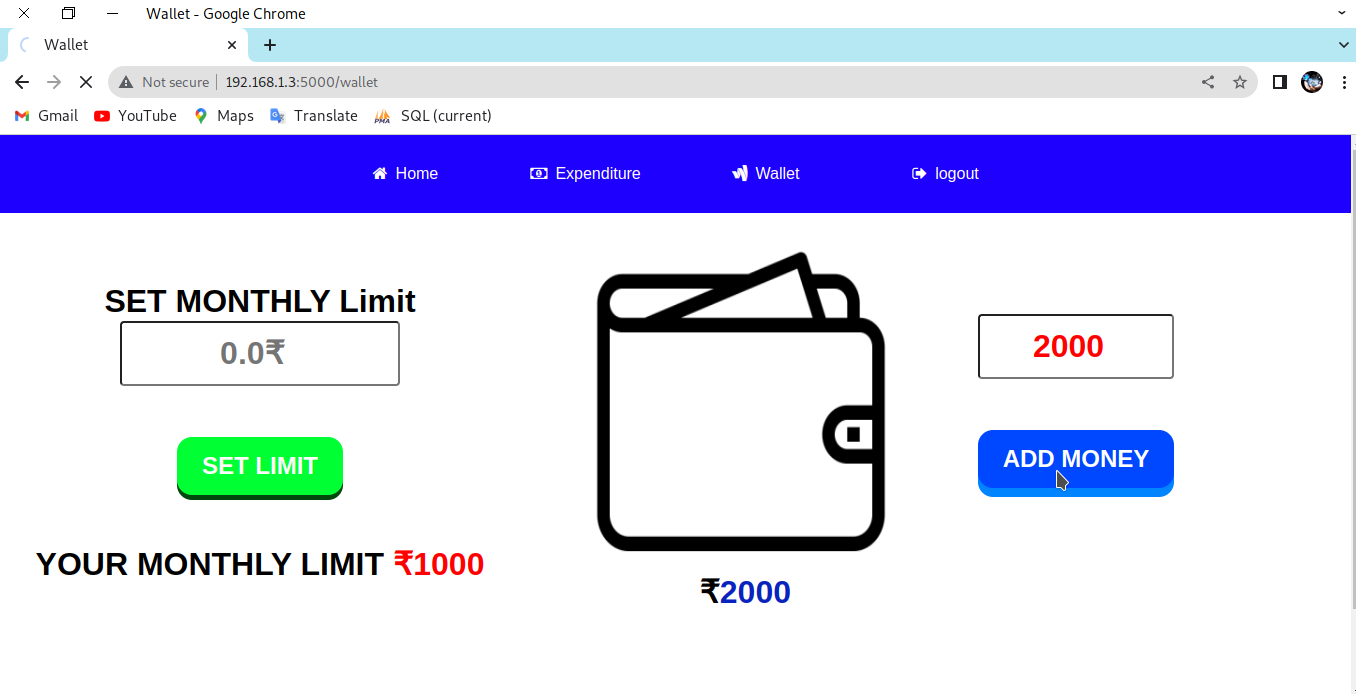 Wallet - Google Chrome
Wallet
Not secure 192.168.1.3:5000/wallet
Gmail YouTube Maps Translate PMA SQL (current)
Home Expenditure Wallet logout
SET MONTHLY Limit
0.0₹
SET LIMIT
YOUR MONTHLY LIMIT ₹1000
₹2000
2000
ADD MONEY